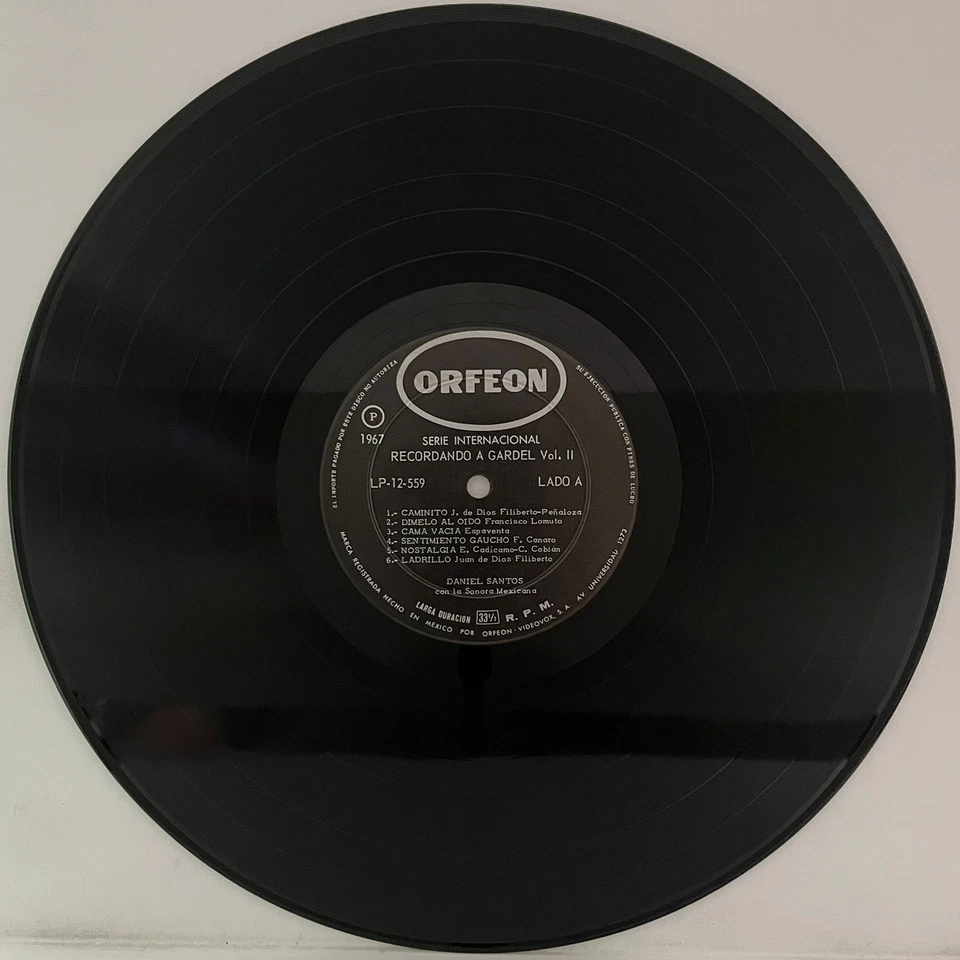 ORFEON
EL IMPORTE PAGADO POR ESTE DISCO NO AUTORIZA
SU EJECUCION PUBLICA CON FINES DE LUCRO
P
1967
SERIE INTERNACIONAL
RECORDANDO A GARDEL Vol. II
LP-12-559 LADO A
1.- CAMINITO J. de Dios Filiberto-Peñaloza
2.- DIMELO AL OIDO Francisco Lomuto
3.- CAMA VACIA Espaventa
4.- SENTIMIENTO GAUCHO F. Canaro
5.- NOSTALGIA E. Cadicamo-C. Cobián
6.- LADRILLO Juan de Dios Filiberto
DANIEL SANTOS
con la Sonora Mexicana
LARGA DURACION 33⅓ R. P. M.
MARCA REGISTRADA HECHO EN MEXICO POR ORFEON-VIDEOVOX, S.A. AV. UNIVERSIDAD 1273